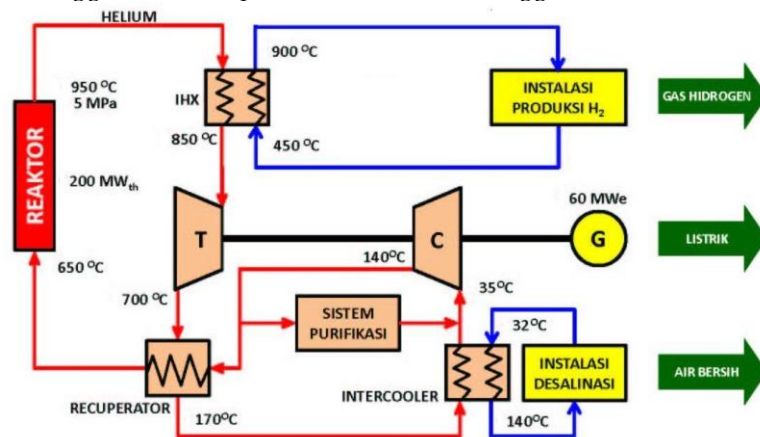 HELIUM
950 °C
5 MPa
IHX
900 °C
INSTALASI
PRODUKSI H₂
GAS HIDROGEN
850 °C
450 °C
REAKTOR
200 MWth
60 MWe
T
C
G
LISTRIK
650 °C
140°C
700 °C
35°C
SISTEM
PURIFIKASI
32°C
INSTALASI
DESALINASI
AIR BERSIH
RECUPERATOR
INTERCOOLER
170°C
140°C